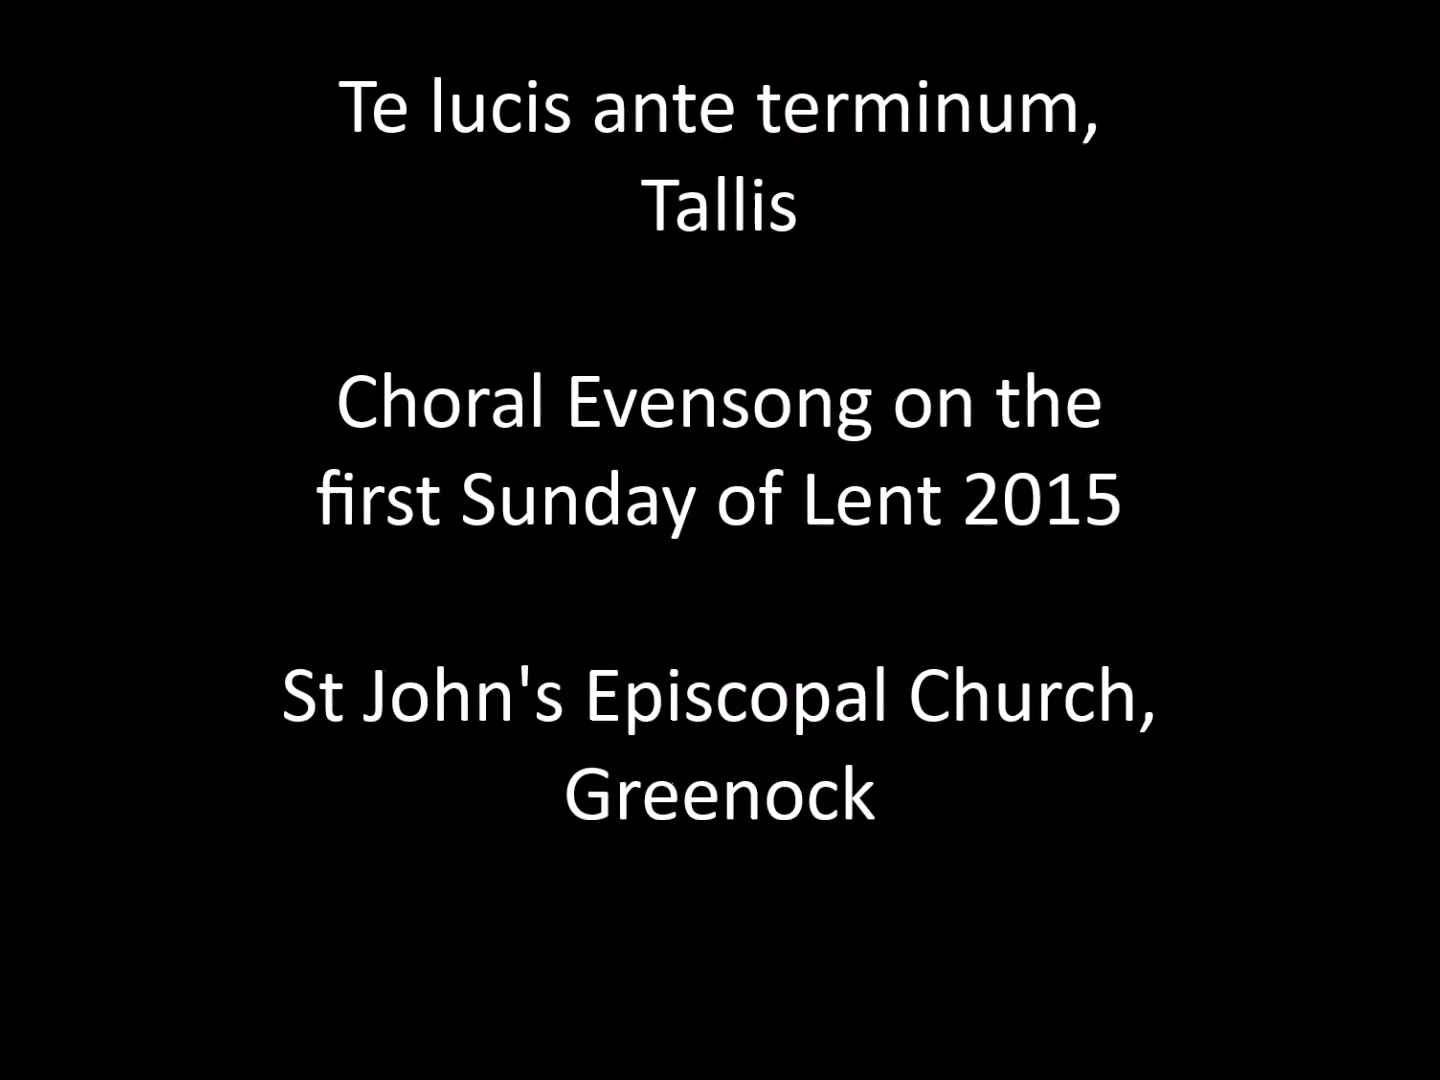 Te lucis ante terminum,
Tallis
Choral Evensong on the
first Sunday of Lent 2015
St John's Episcopal Church,
Greenock